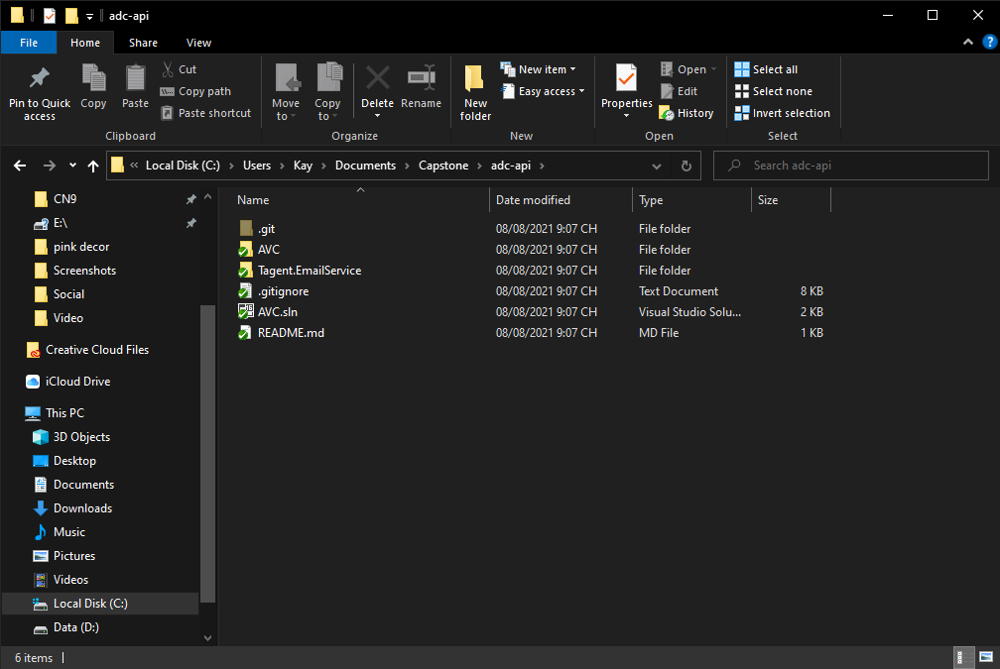 adc-api
File Home Share View
Pin to Quick access
Copy
Paste
Cut
Copy path
Paste shortcut
Clipboard
Move to
Copy to
Delete
Rename
Organize
New folder
New item
Easy access
New
Properties
Open
Edit
History
Open
Select all
Select none
Invert selection
Select
« Local Disk (C:) › Users › Kay › Documents › Capstone › adc-api ›
Search adc-api
CN9
E:\
pink decor
Screenshots
Social
Video
Creative Cloud Files
iCloud Drive
This PC
3D Objects
Desktop
Documents
Downloads
Music
Pictures
Videos
Local Disk (C:)
Data (D:)
Name Date modified Type Size
.git 08/08/2021 9:07 CH File folder
AVC 08/08/2021 9:07 CH File folder
Tagent.EmailService 08/08/2021 9:07 CH File folder
.gitignore 08/08/2021 9:07 CH Text Document 8 KB
AVC.sln 08/08/2021 9:07 CH Visual Studio Solu... 2 KB
README.md 08/08/2021 9:07 CH MD File 1 KB
6 items